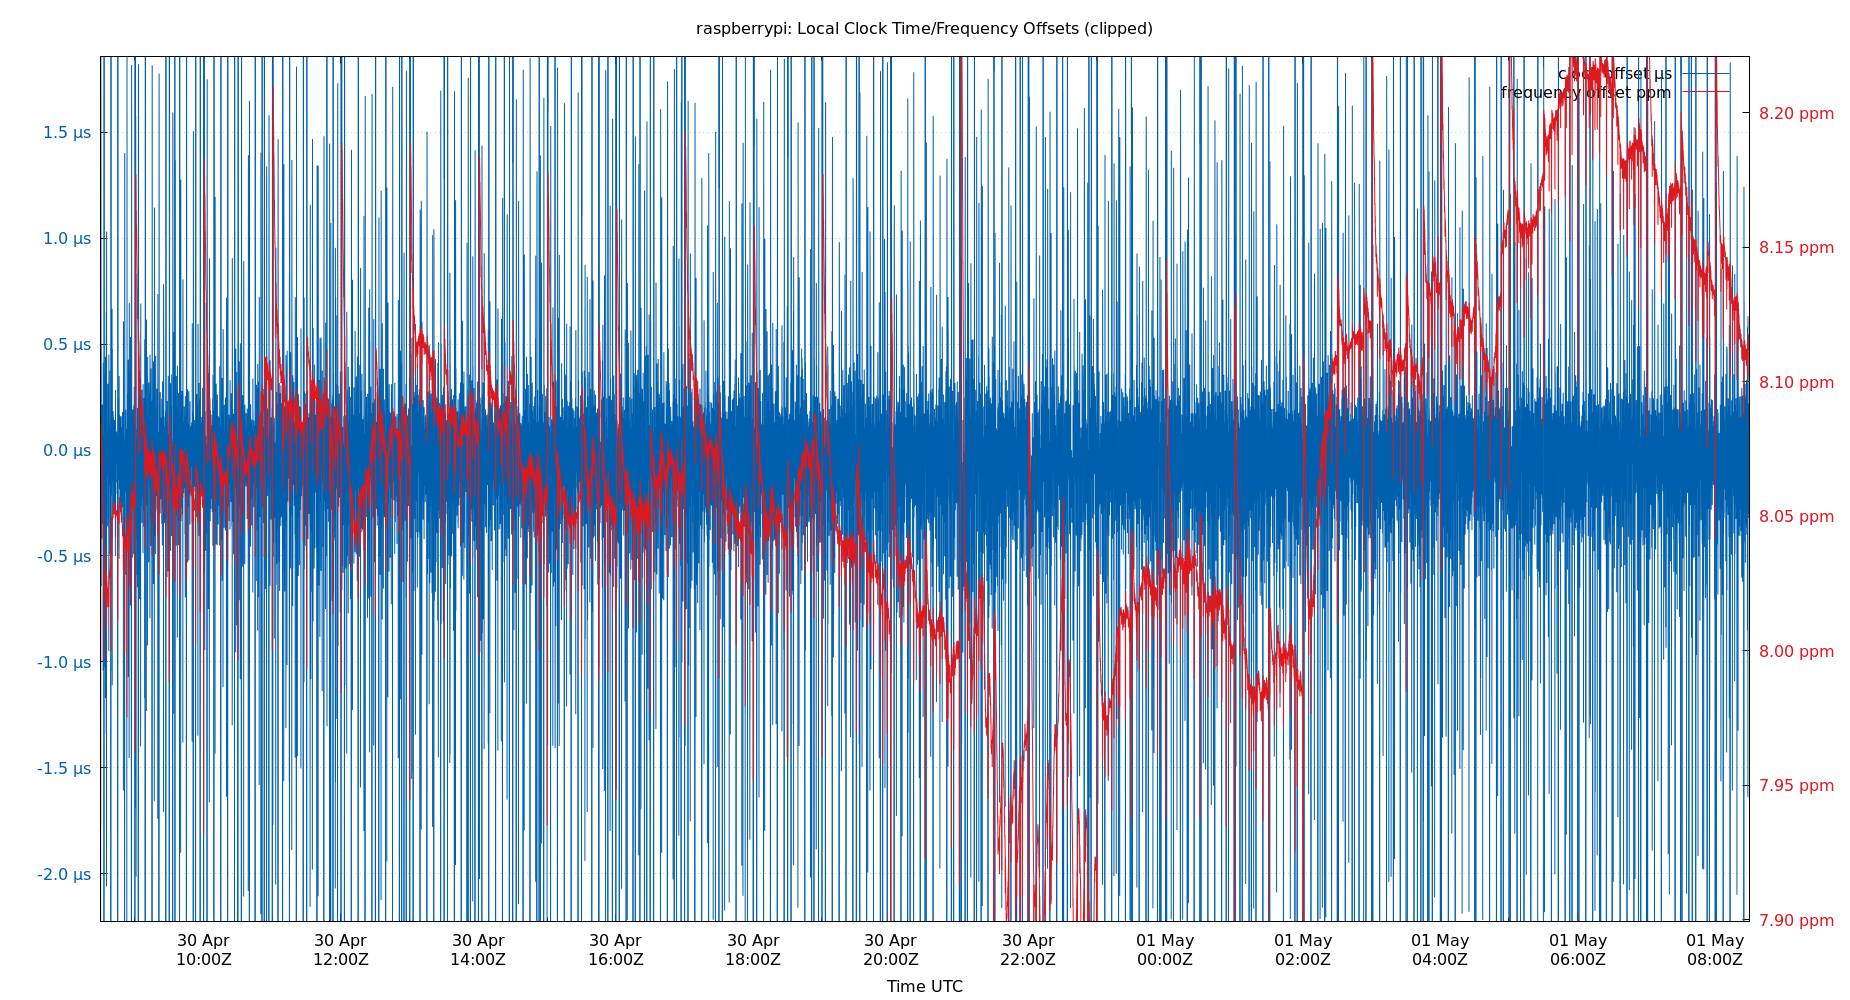 raspberrypi: Local Clock Time/Frequency Offsets (clipped)
clock offset µs
frequency offset ppm
1.5 µs
1.0 µs
0.5 µs
0.0 µs
-0.5 µs
-1.0 µs
-1.5 µs
-2.0 µs
8.20 ppm
8.15 ppm
8.10 ppm
8.05 ppm
8.00 ppm
7.95 ppm
7.90 ppm
30 Apr 30 Apr 30 Apr 30 Apr 30 Apr 30 Apr 30 Apr 01 May 01 May 01 May 01 May 01 May
10:00Z 12:00Z 14:00Z 16:00Z 18:00Z 20:00Z 22:00Z 00:00Z 02:00Z 04:00Z 06:00Z 08:00Z
Time UTC